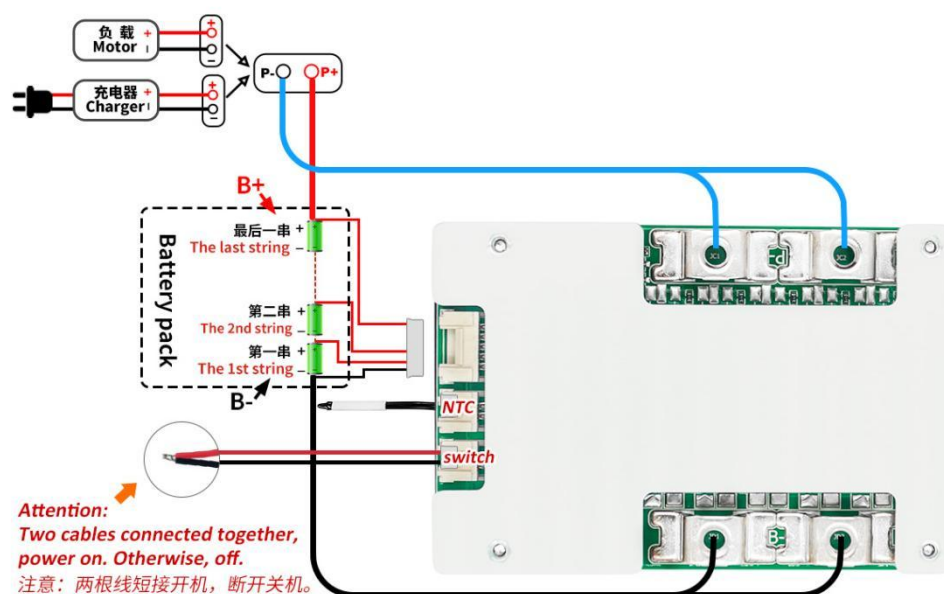 负载 +
Motor -
+
-
充电器 +
Charger -
+
-
P- P+
B+
Battery pack
最后一串 +
The last string -
第二串 +
The 2nd string -
第一串 +
The 1st string -
B-
NTC
switch
P-
B-
Attention:
Two cables connected together,
power on. Otherwise, off.
注意：两根线短接开机，断开关机。